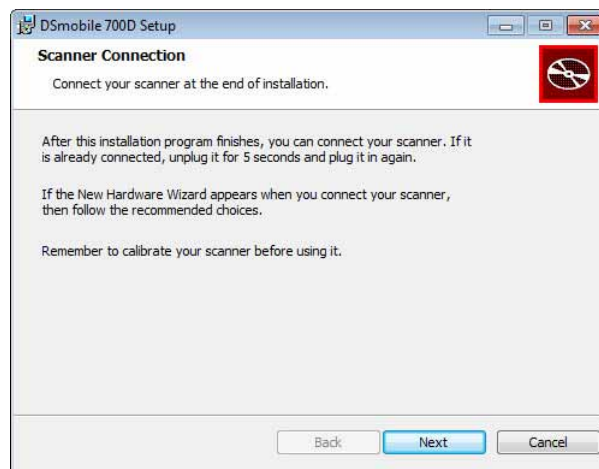 DSmobile 700D Setup
Scanner Connection
Connect your scanner at the end of installation.
After this installation program finishes, you can connect your scanner. If it
is already connected, unplug it for 5 seconds and plug it in again.
If the New Hardware Wizard appears when you connect your scanner,
then follow the recommended choices.
Remember to calibrate your scanner before using it.
Back
Next
Cancel